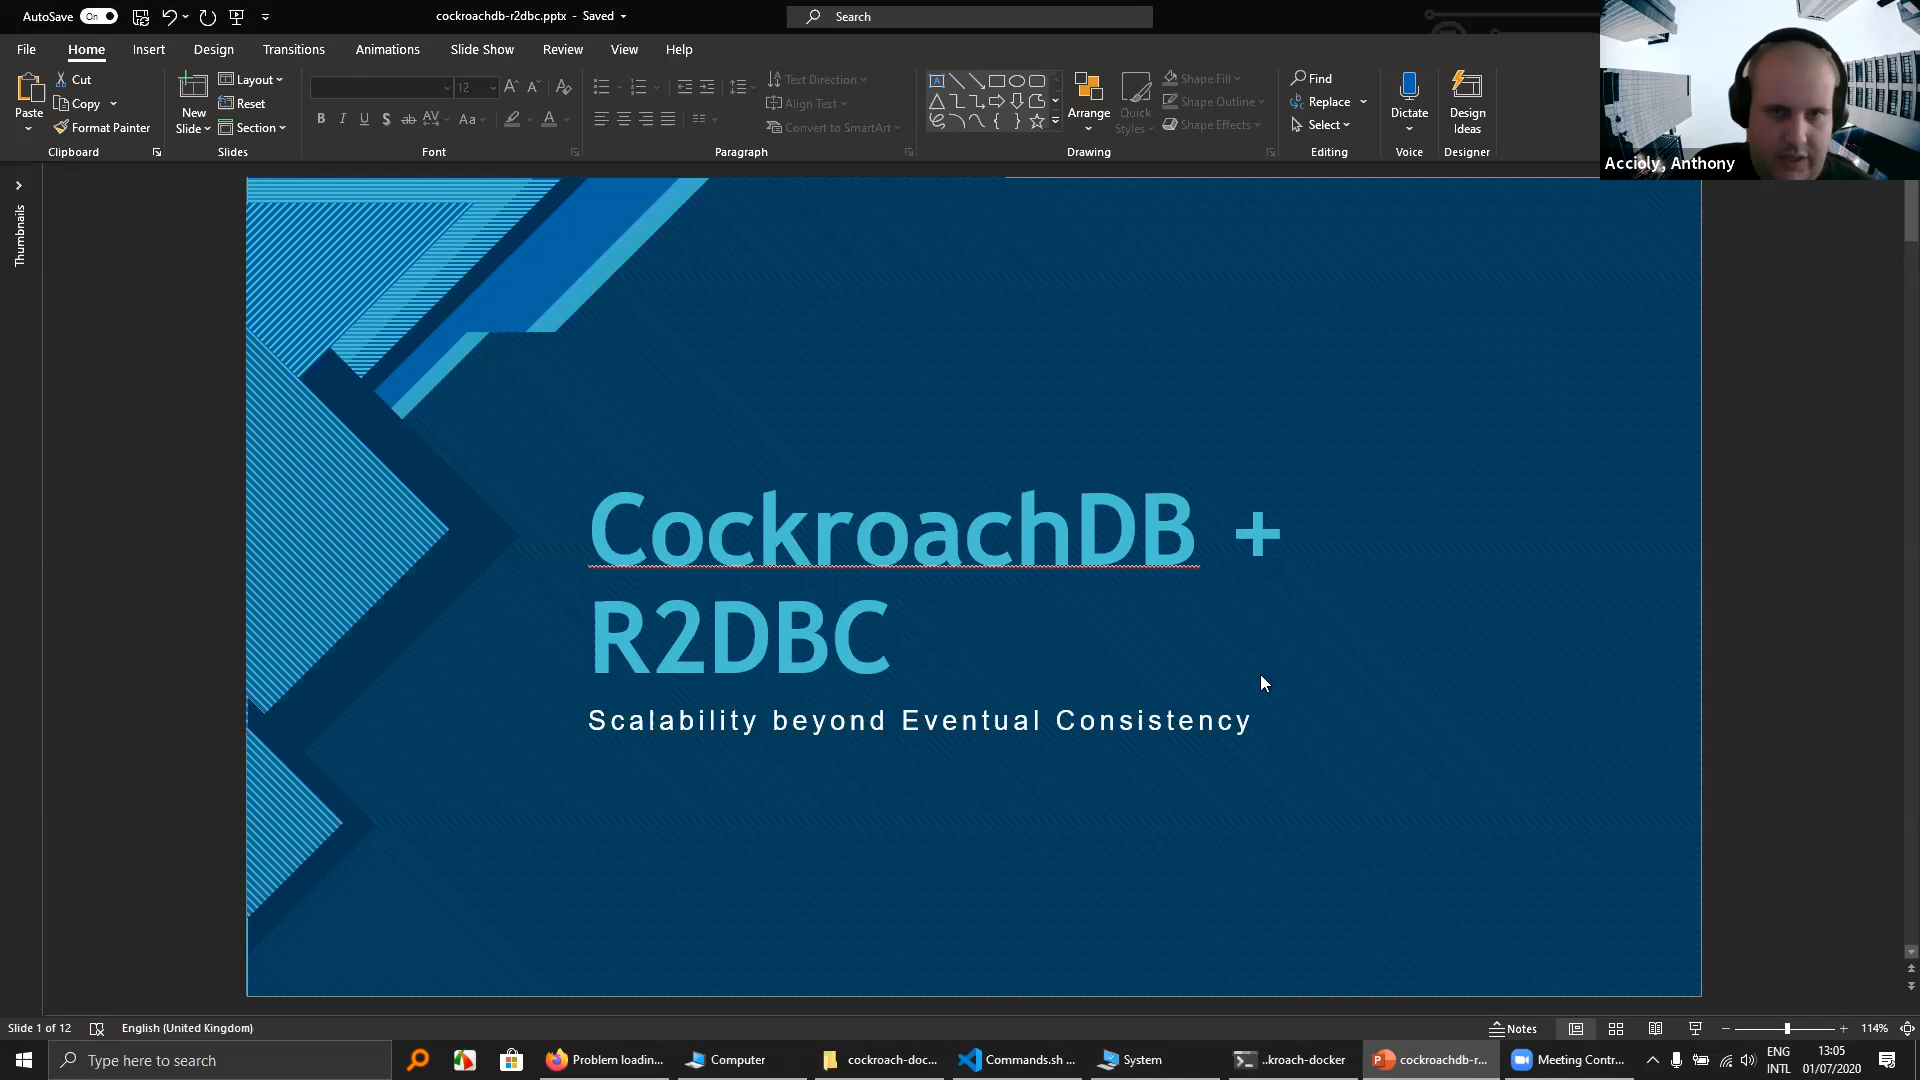 AutoSave On cockroachdb-r2dbc.pptx - Saved Search
File Home Insert Design Transitions Animations Slide Show Review View Help
Paste
Cut
Copy
Format Painter
Clipboard
New Slide
Layout
Reset
Section
Slides
12
B I U S ab AV Aa A
Font
Text Direction
Align Text
Convert to SmartArt
Paragraph
Arrange
Quick Styles
Shape Fill
Shape Outline
Shape Effects
Drawing
Find
Replace
Select
Editing
Dictate
Voice
Design Ideas
Designer
Accioly, Anthony
Thumbnails
CockroachDB +
R2DBC
Scalability beyond Eventual Consistency
Slide 1 of 12 English (United Kingdom) Notes 114%
Type here to search Problem loadin... Computer cockroach-doc... Commands.sh ... System ..kroach-docker cockroachdb-r... Meeting Contr...
ENG
INTL
13:05
01/07/2020